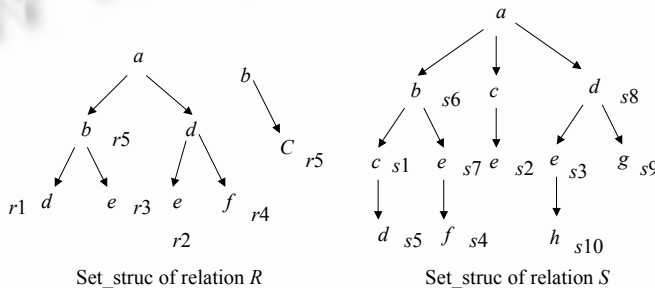 a
a
b
b s6 c d s8
b r5 d
C r5
c s1 e s7 e s2 e s3 g s9
r1 d e r3 e f r4
r2
d s5 f s4 h s10
Set_struc of relation R Set_struc of relation S